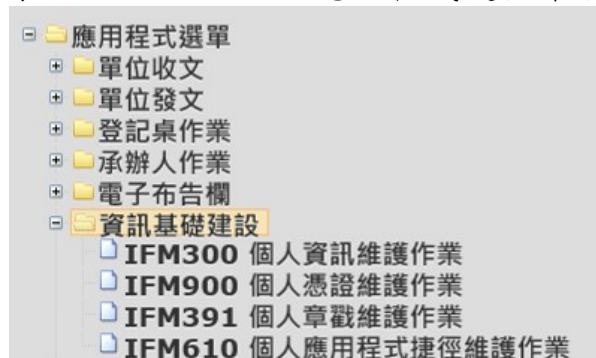 應用程式選單
單位收文
單位發文
登記桌作業
承辦人作業
電子布告欄
資訊基礎建設
IFM300 個人資訊維護作業
IFM900 個人憑證維護作業
IFM391 個人章戳維護作業
IFM610 個人應用程式捷徑維護作業